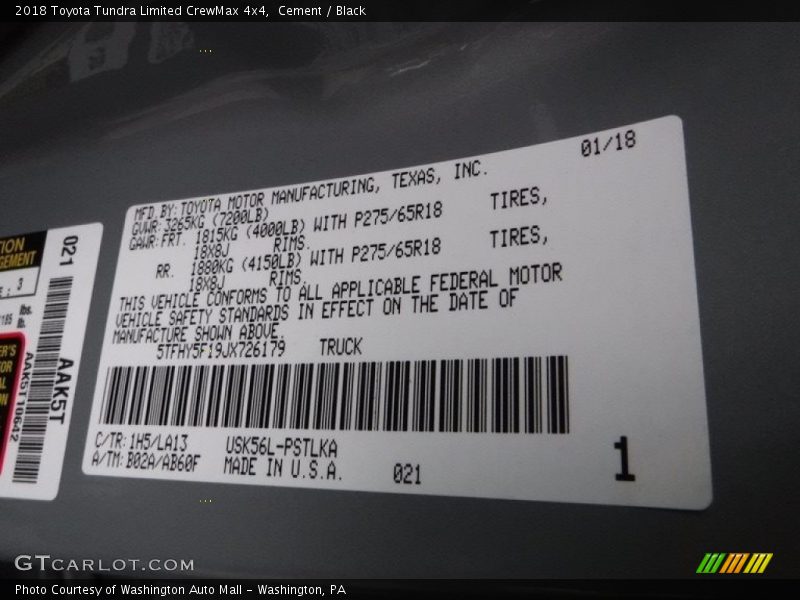 2018 Toyota Tundra Limited CrewMax 4x4,  Cement / Black
01/18
MFD. BY: TOYOTA MOTOR MANUFACTURING, TEXAS, INC.
GVWR: 3265KG (7200LB)
GAWR: FRT. 1815KG (4000LB) WITH P275/65R18 TIRES,
18X8J RIMS.
RR. 1880KG (4150LB) WITH P275/65R18 TIRES,
18X8J RIMS.
THIS VEHICLE CONFORMS TO ALL APPLICABLE FEDERAL MOTOR
VEHICLE SAFETY STANDARDS IN EFFECT ON THE DATE OF
MANUFACTURE SHOWN ABOVE.
5TFHY5F19JX726179 TRUCK
C/TR: 1H5/LA13 USK56L-PSTLKA
A/TM: B02A/AB60F MADE IN U.S.A. 021
1
021
3
lbs.
lb.
AAK5T
AAK5T10642
GTCARLOT.COM
Photo Courtesy of Washington Auto Mall - Washington, PA